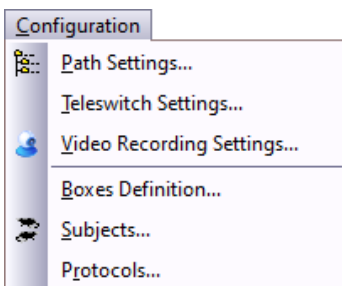 Configuration
Path Settings...
Teleswitch Settings...
Video Recording Settings...
Boxes Definition...
Subjects...
Protocols...